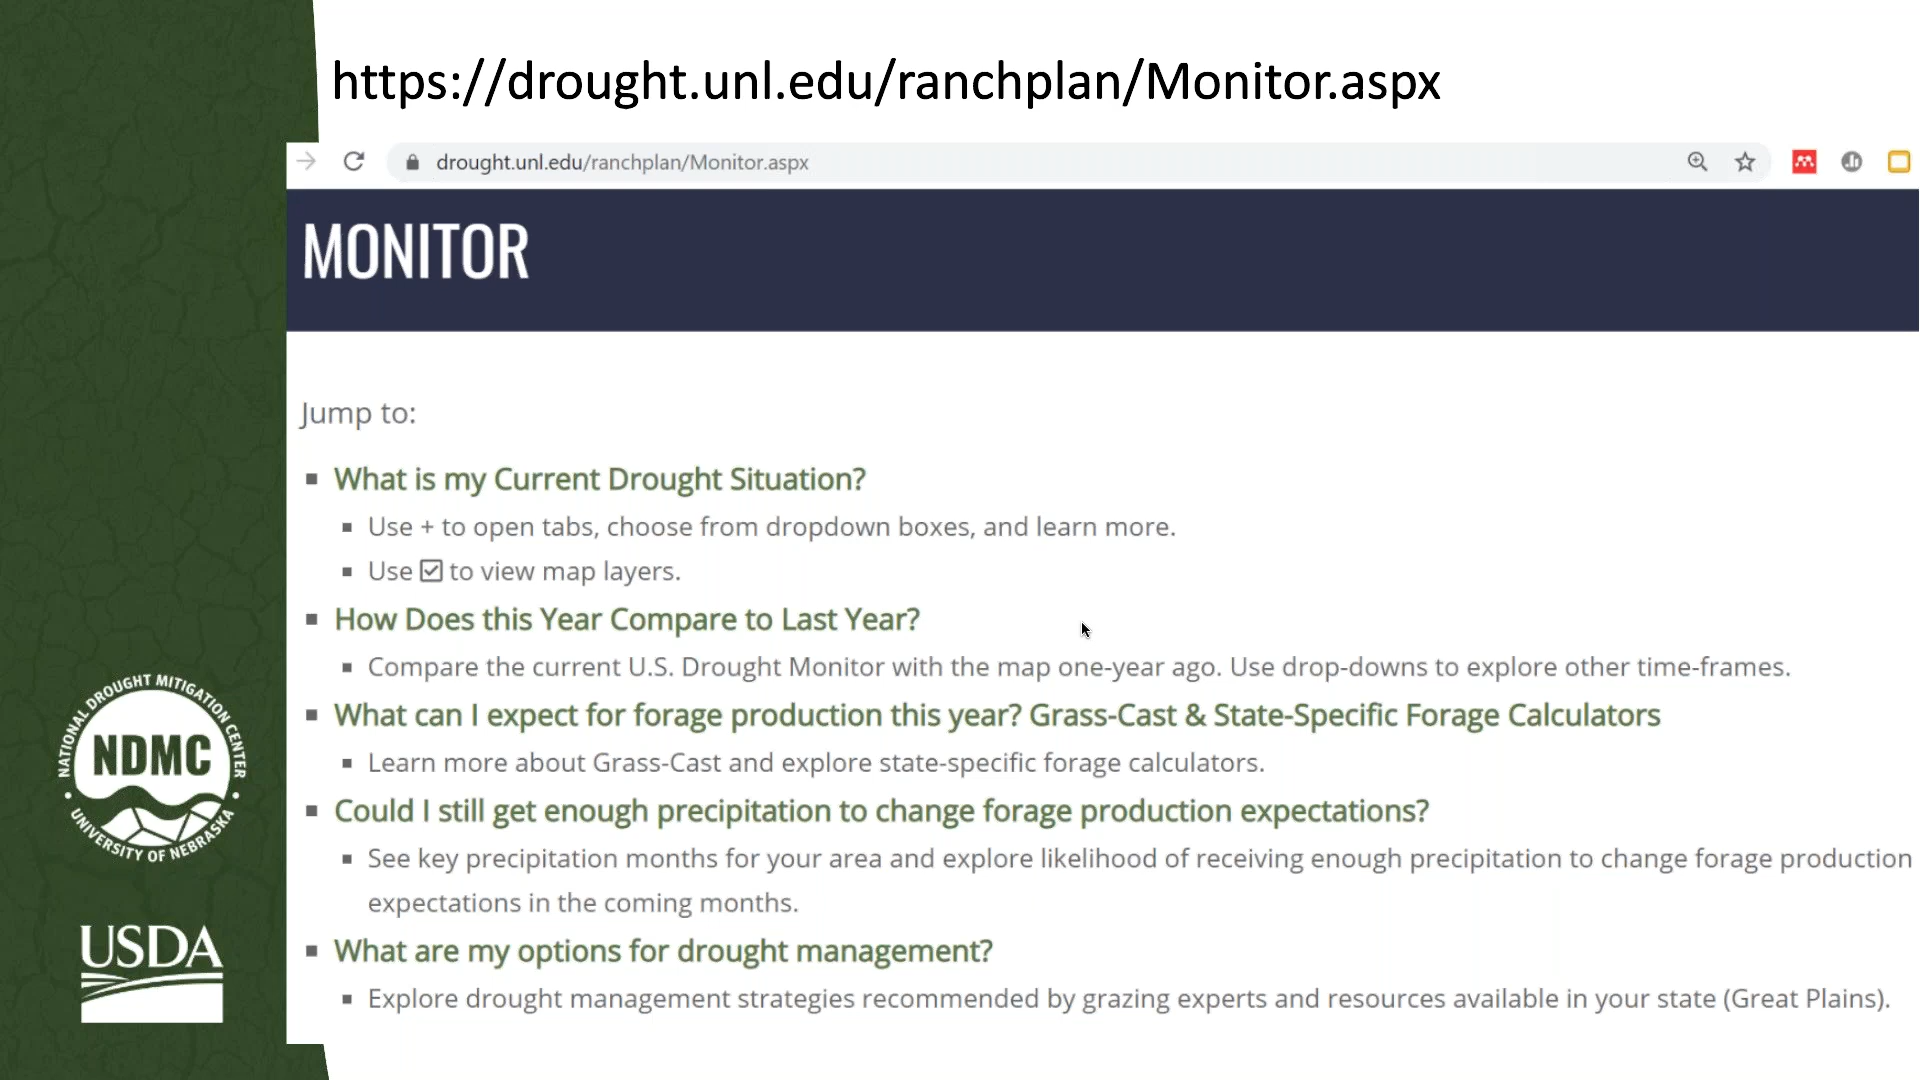 https://drought.unl.edu/ranchplan/Monitor.aspx
drought.unl.edu/ranchplan/Monitor.aspx
MONITOR
Jump to:
What is my Current Drought Situation?
Use + to open tabs, choose from dropdown boxes, and learn more.
Use ☑ to view map layers.
How Does this Year Compare to Last Year?
Compare the current U.S. Drought Monitor with the map one-year ago. Use drop-downs to explore other time-frames.
What can I expect for forage production this year? Grass-Cast & State-Specific Forage Calculators
Learn more about Grass-Cast and explore state-specific forage calculators.
Could I still get enough precipitation to change forage production expectations?
See key precipitation months for your area and explore likelihood of receiving enough precipitation to change forage production
expectations in the coming months.
What are my options for drought management?
Explore drought management strategies recommended by grazing experts and resources available in your state (Great Plains).
NATIONAL DROUGHT MITIGATION CENTER
NDMC
UNIVERSITY OF NEBRASKA
USDA